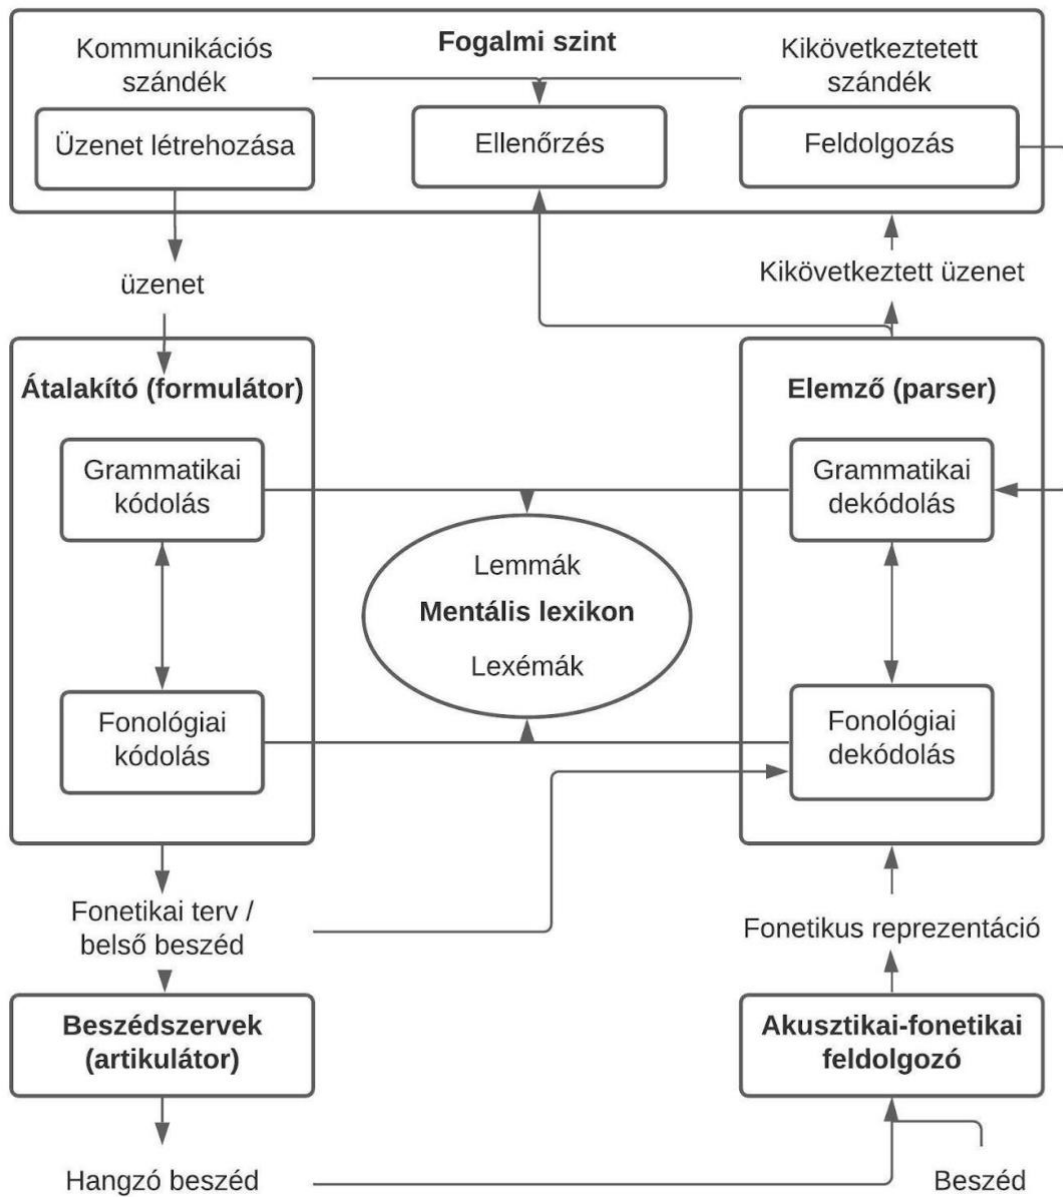 Kommunikációs
szándék
Fogalmi szint
Kikövetkeztetett
szándék
Üzenet létrehozása
Ellenőrzés
Feldolgozás
üzenet
Kikövetkeztett üzenet
Átalakító (formulátor)
Elemző (parser)
Grammatikai
kódolás
Grammatikai
dekódolás
Lemmák
Mentális lexikon
Lexémák
Fonológiai
kódolás
Fonológiai
dekódolás
Fonetikai terv /
belső beszéd
Fonetikus reprezentáció
Beszédszervek
(artikulátor)
Akusztikai-fonetikai
feldolgozó
Hangzó beszéd
Beszéd